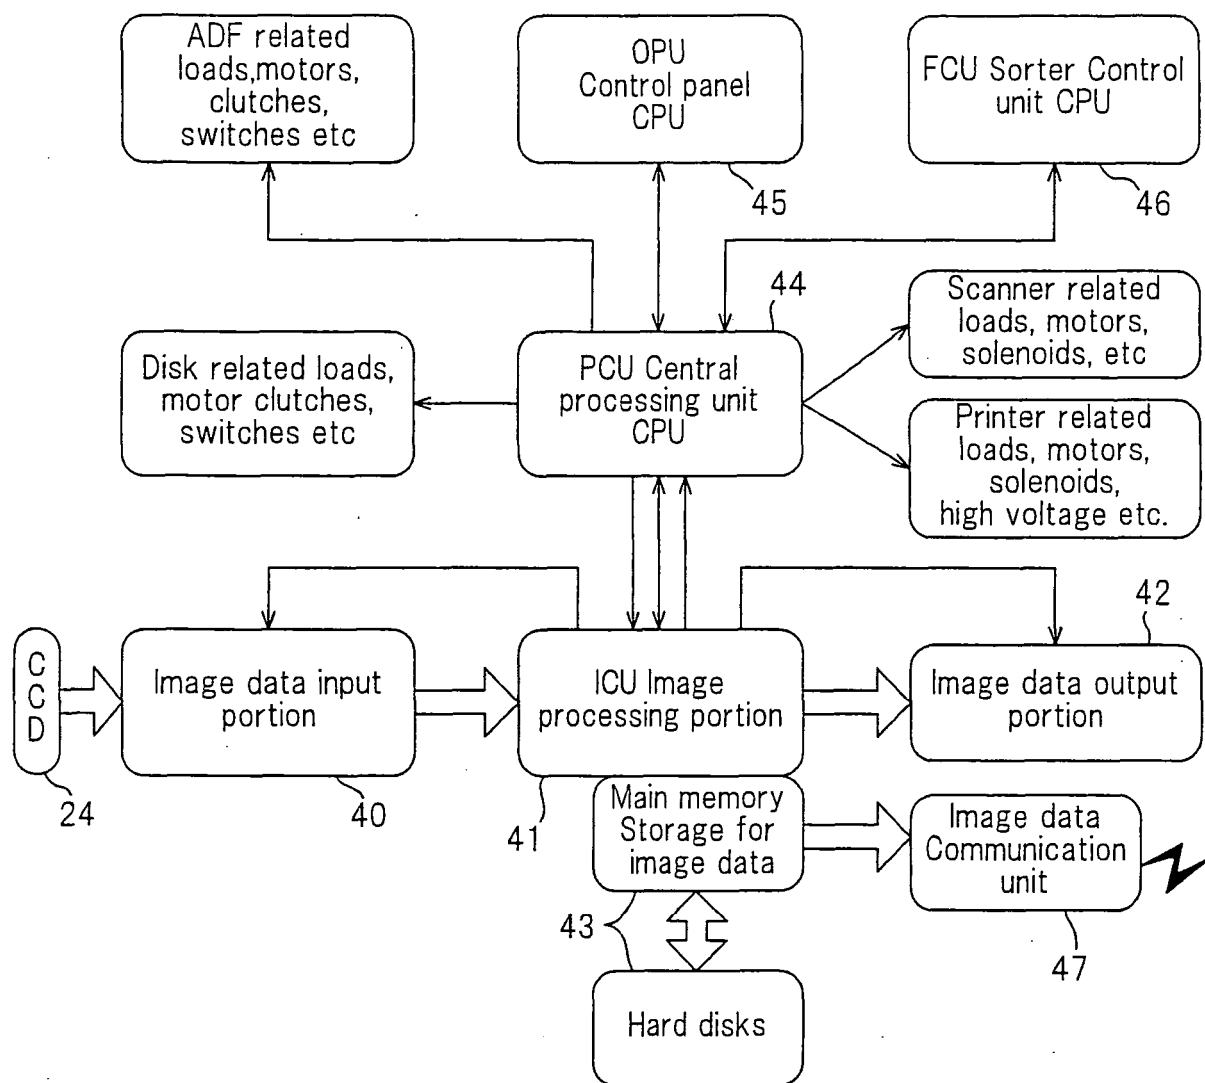 ADF related
loads,motors,
clutches,
switches etc
OPU
Control panel
CPU
45
FCU Sorter Control
unit CPU
46
Disk related loads,
motor clutches,
switches etc
44
PCU Central
processing unit
CPU
Scanner related
loads, motors,
solenoids, etc
Printer related
loads, motors,
solenoids,
high voltage etc.
CCD
24
Image data input
portion
40
ICU Image
processing portion
41
42
Image data output
portion
Main memory
Storage for
image data
43
Image data
Communication
unit
47
Hard disks